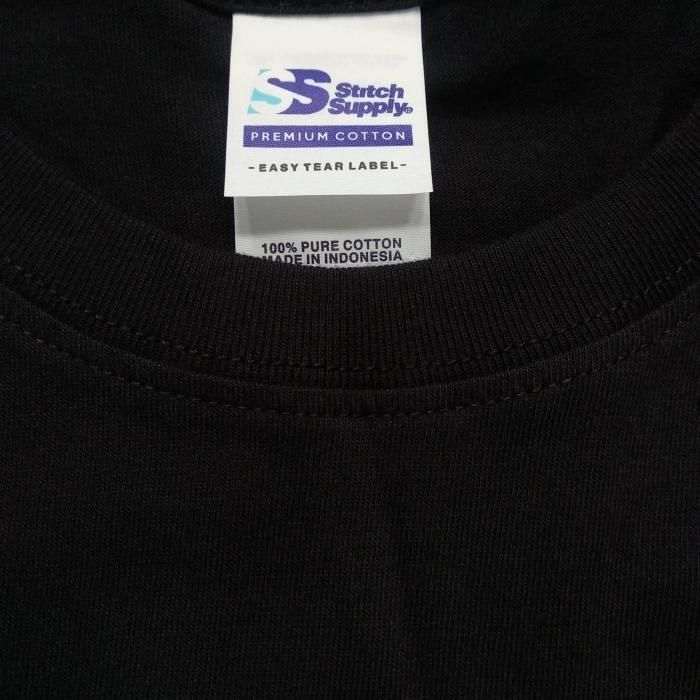 SS Stitch
Supply®
PREMIUM COTTON
-EASY TEAR LABEL-
100% PURE COTTON
MADE IN INDONESIA